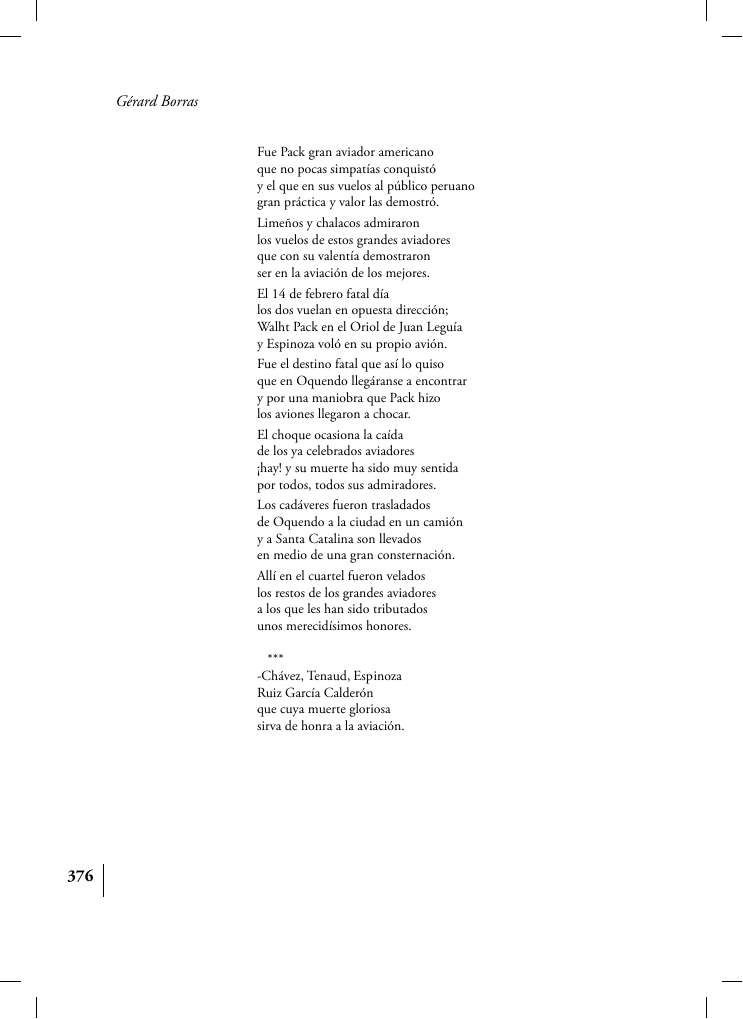 Gérard Borras
Fue Pack gran aviador americano
que no pocas simpatías conquistó
y el que en sus vuelos al público peruano
gran práctica y valor las demostró.
Limeños y chalacos admiraron
los vuelos de estos grandes aviadores
que con su valentía demostraron
ser en la aviación de los mejores.
El 14 de febrero fatal día
los dos vuelan en opuesta dirección;
Walht Pack en el Oriol de Juan Leguía
y Espinoza voló en su propio avión.
Fue el destino fatal que así lo quiso
que en Oquendo llegáranse a encontrar
y por una maniobra que Pack hizo
los aviones llegaron a chocar.
El choque ocasiona la caída
de los ya celebrados aviadores
¡hay! y su muerte ha sido muy sentida
por todos, todos sus admiradores.
Los cadáveres fueron trasladados
de Oquendo a la ciudad en un camión
y a Santa Catalina son llevados
en medio de una gran consternación.
Allí en el cuartel fueron velados
los restos de los grandes aviadores
a los que les han sido tributados
unos merecidísimos honores.
***
-Chávez, Tenaud, Espinoza
Ruiz García Calderón
que cuya muerte gloriosa
sirva de honra a la aviación.
376